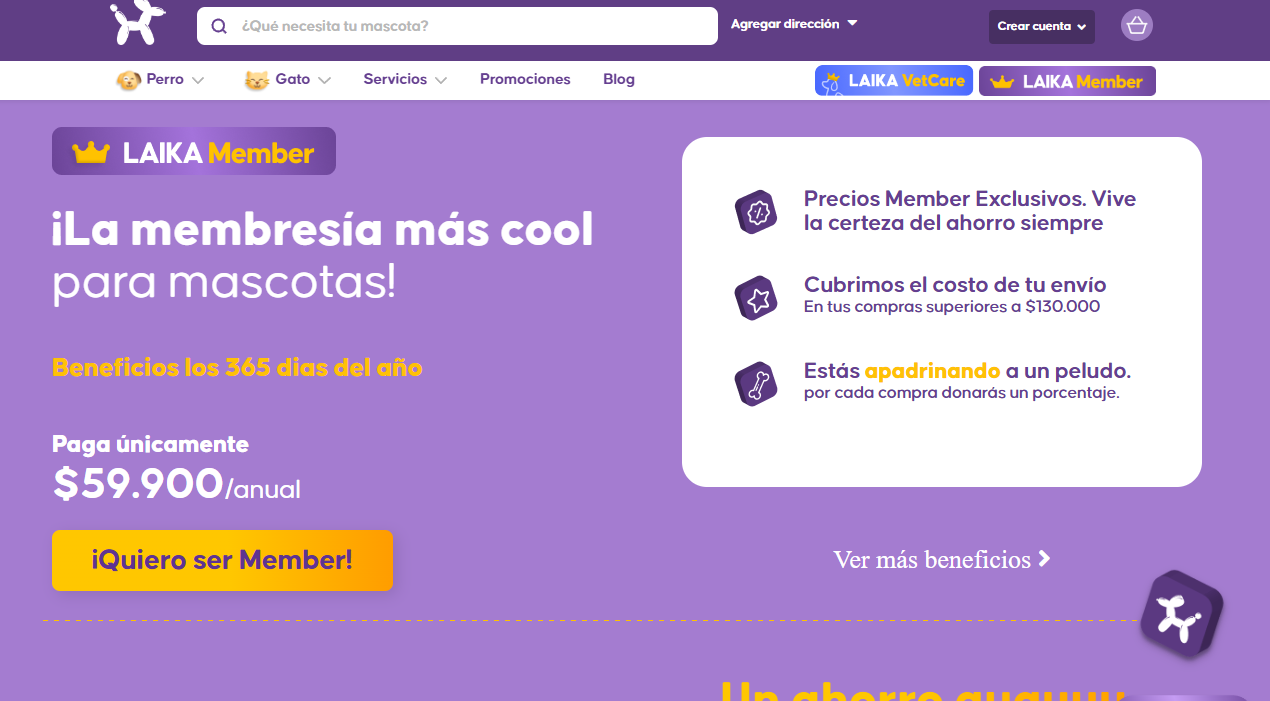 ¿Qué necesita tu mascota?
Agregar dirección
Crear cuenta
Perro
Gato
Servicios
Promociones
Blog
LAIKA VetCare
LAIKA Member
LAIKA Member
¡La membresía más cool
para mascotas!
Beneficios los 365 dias del año
Paga únicamente
$59.900/anual
¡Quiero ser Member!
Precios Member Exclusivos. Vive
la certeza del ahorro siempre
Cubrimos el costo de tu envío
En tus compras superiores a $130.000
Estás apadrinando a un peludo.
por cada compra donarás un porcentaje.
Ver más beneficios
Un ahorro